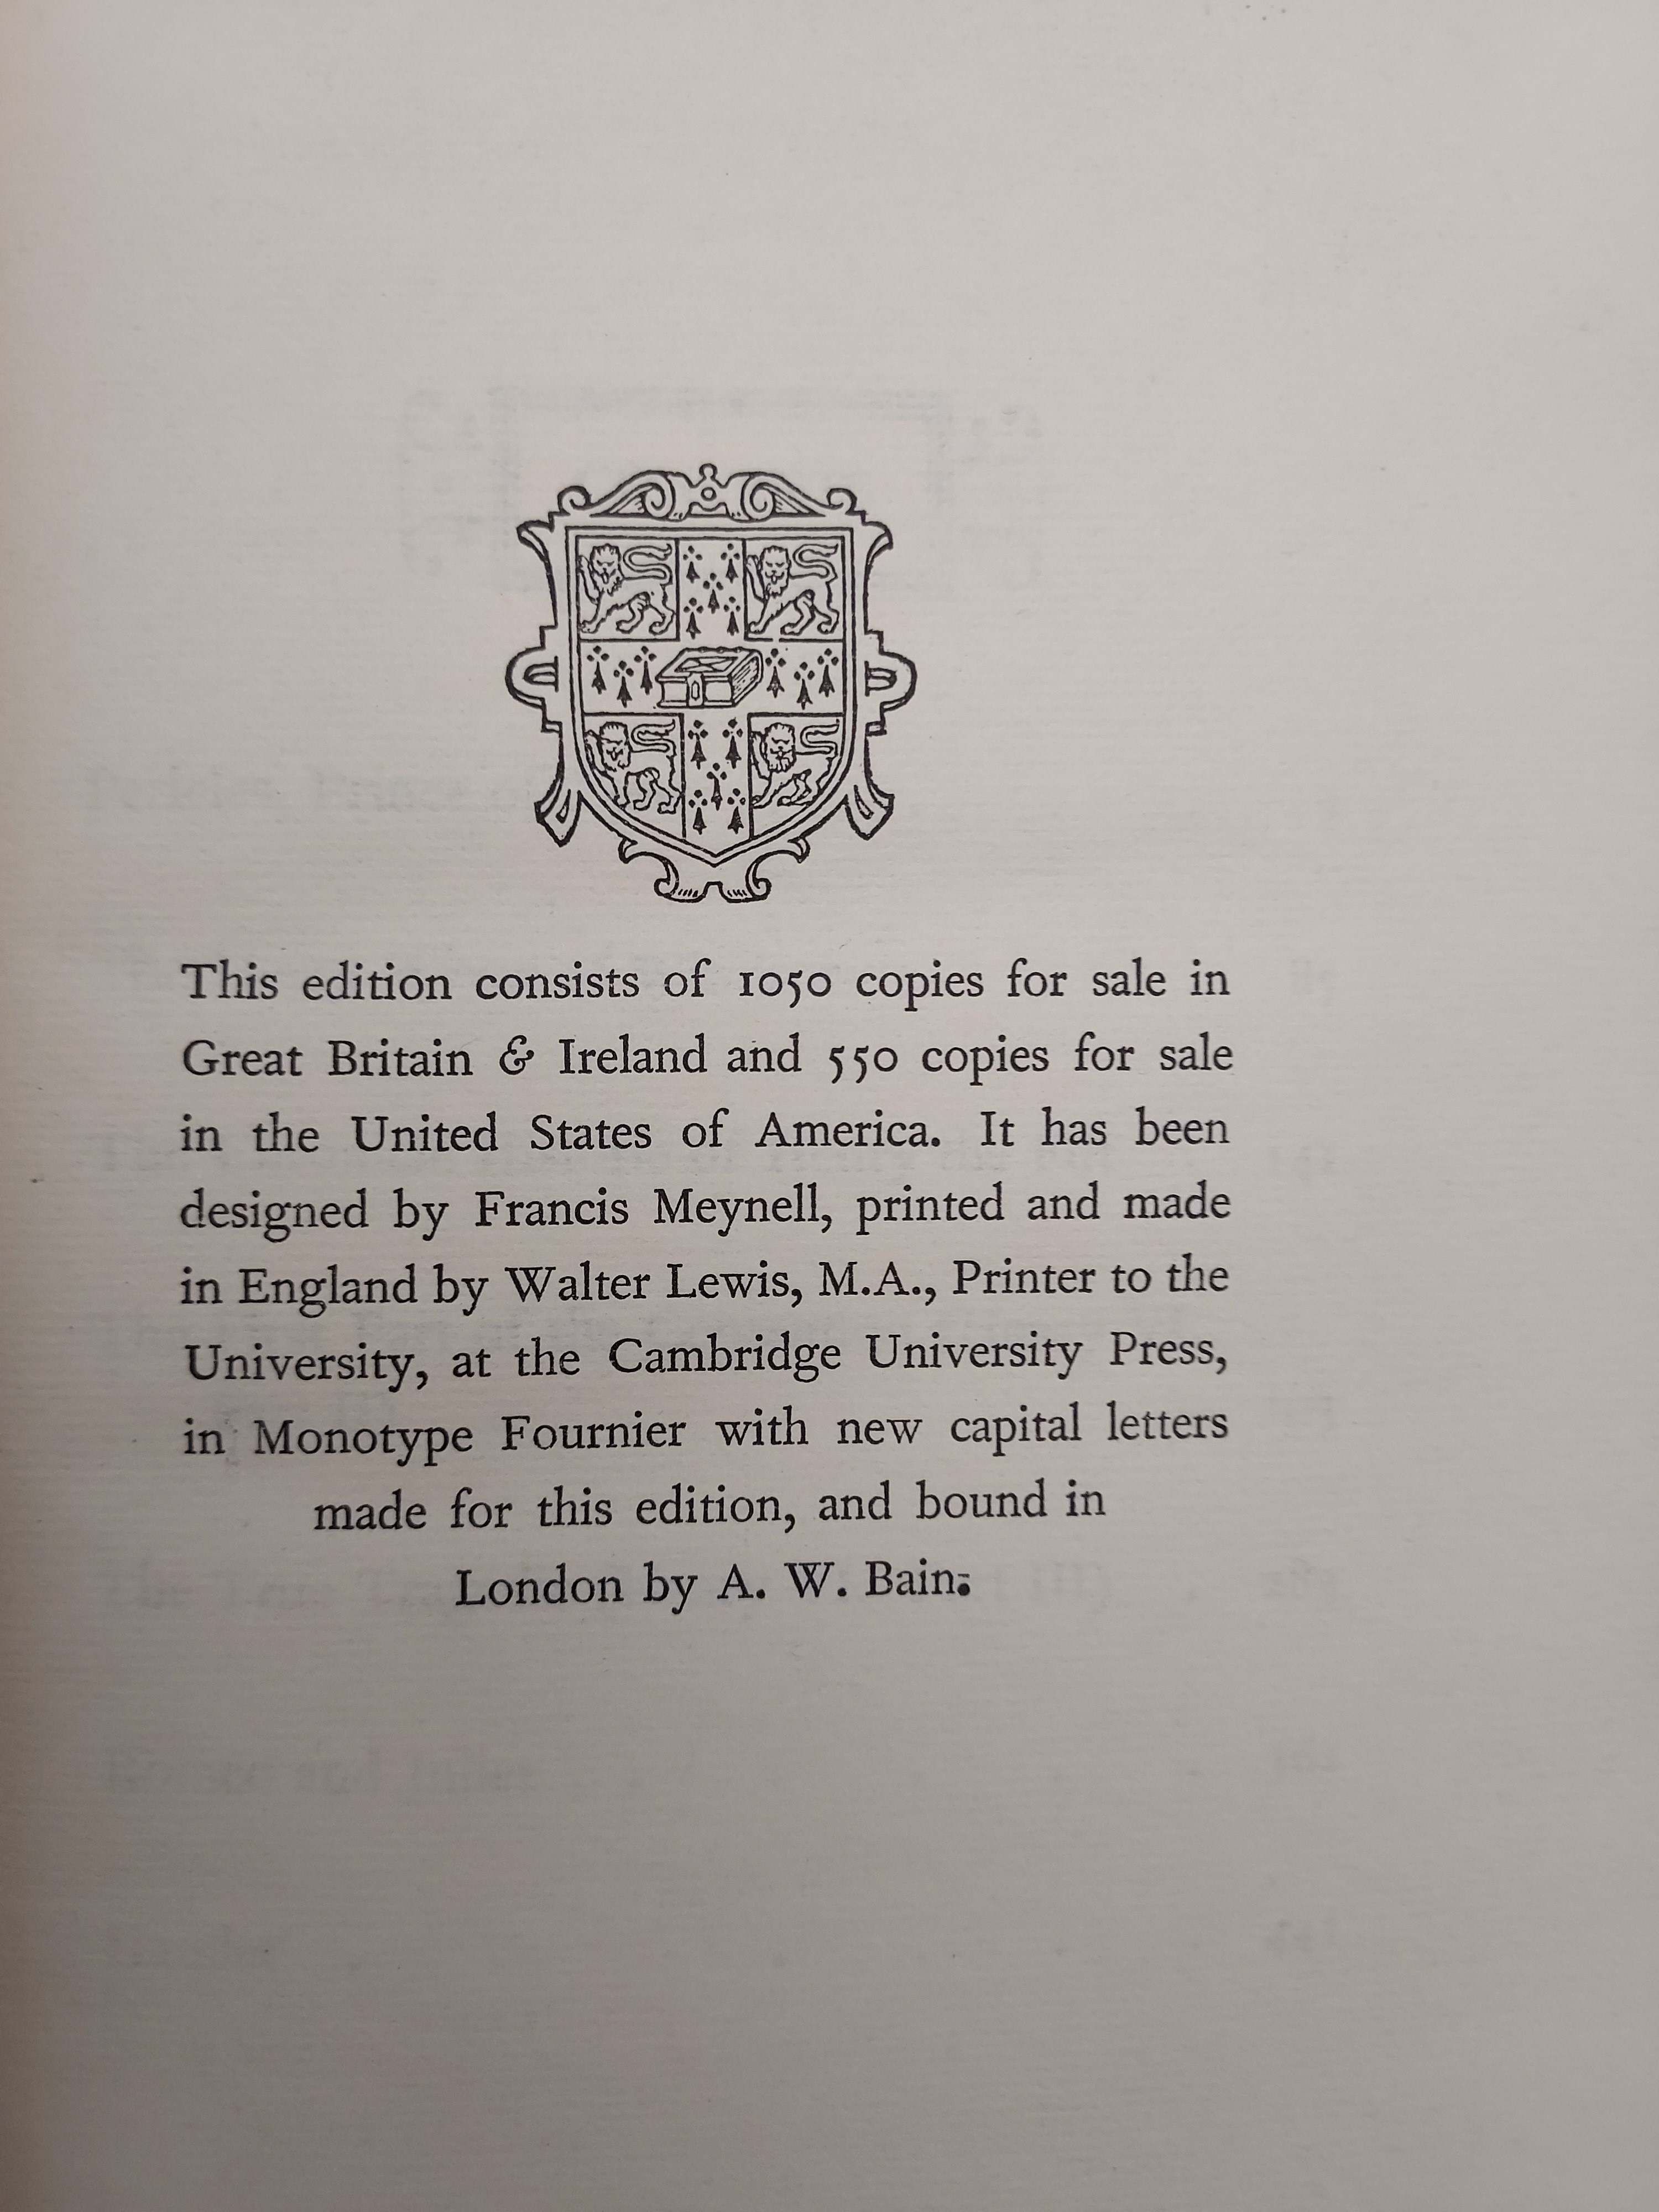 This edition consists of 1050 copies for sale in
Great Britain & Ireland and 550 copies for sale
in the United States of America. It has been
designed by Francis Meynell, printed and made
in England by Walter Lewis, M.A., Printer to the
University, at the Cambridge University Press,
in Monotype Fournier with new capital letters
made for this edition, and bound in
London by A. W. Bain.